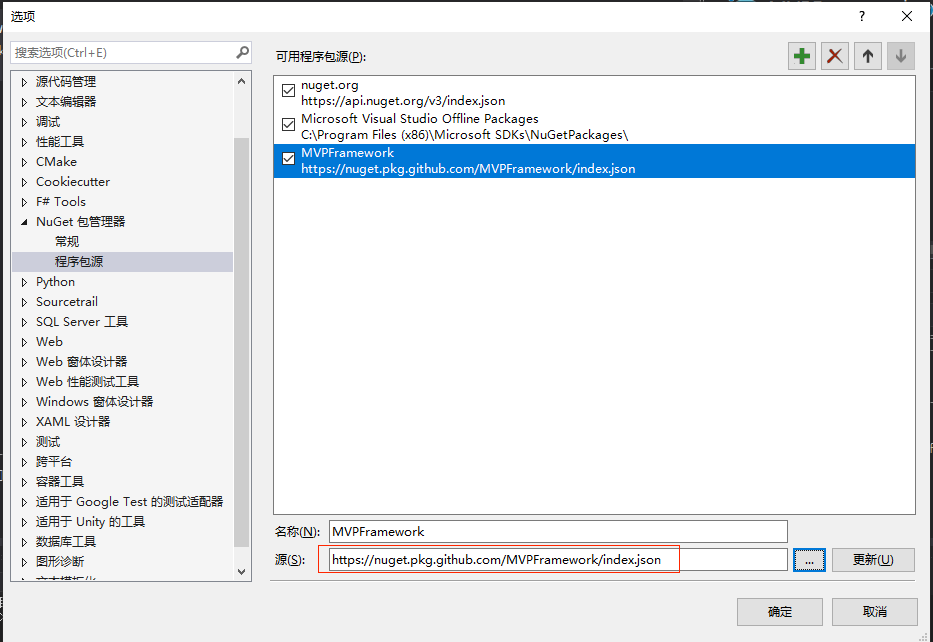 选项
?
搜索选项(Ctrl+E)
源代码管理
文本编辑器
调试
性能工具
CMake
Cookiecutter
F# Tools
NuGet 包管理器
常规
程序包源
Python
Sourcetrail
SQL Server 工具
Web
Web 窗体设计器
Web 性能测试工具
Windows 窗体设计器
XAML 设计器
测试
跨平台
容器工具
适用于 Google Test 的测试适配器
适用于 Unity 的工具
数据库工具
图形诊断
可用程序包源(P):
nuget.org
https://api.nuget.org/v3/index.json
Microsoft Visual Studio Offline Packages
C:\Program Files (x86)\Microsoft SDKs\NuGetPackages\
MVPFramework
https://nuget.pkg.github.com/MVPFramework/index.json
名称(N): MVPFramework
源(S): https://nuget.pkg.github.com/MVPFramework/index.json ... 更新(U)
确定 取消